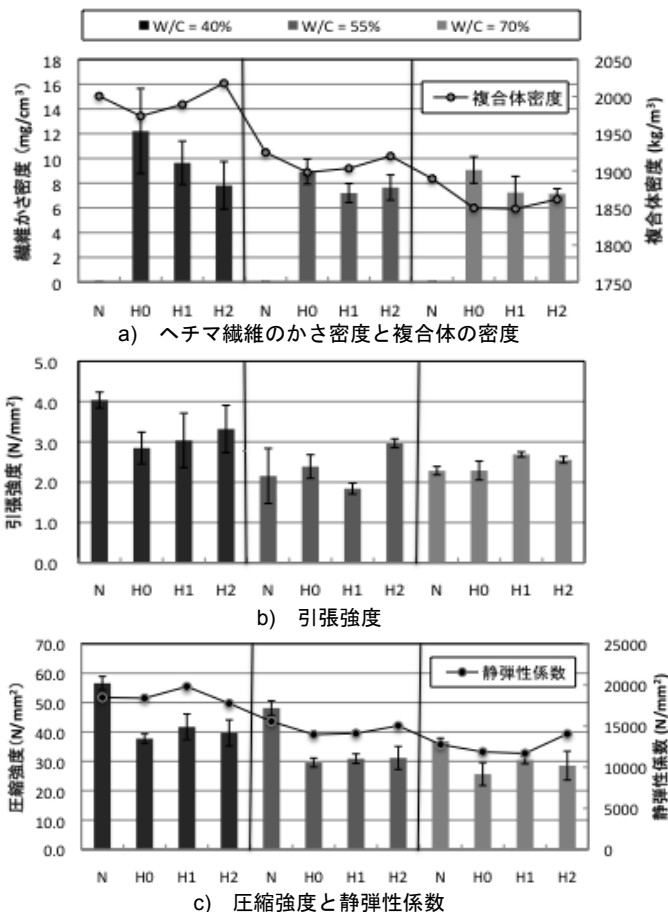 W/C = 40% W/C = 55% W/C = 70%
繊維かさ密度 (mg/cm³)
18
16
14
12
10
8
6
4
2
0
複合体密度
2050
2000
1950
1900
1850
1800
1750
複合体密度 (kg/m³)
N H0 H1 H2 N H0 H1 H2 N H0 H1 H2
a) ヘチマ繊維のかさ密度と複合体の密度
引張強度 (N/mm²)
5.0
4.0
3.0
2.0
1.0
0.0
N H0 H1 H2 N H0 H1 H2 N H0 H1 H2
b) 引張強度
圧縮強度 (N/mm²)
70.0
60.0
50.0
40.0
30.0
20.0
10.0
0.0
静弾性係数
25000
20000
15000
10000
5000
0
静弾性係数 (N/mm²)
N H0 H1 H2 N H0 H1 H2 N H0 H1 H2
c) 圧縮強度と静弾性係数